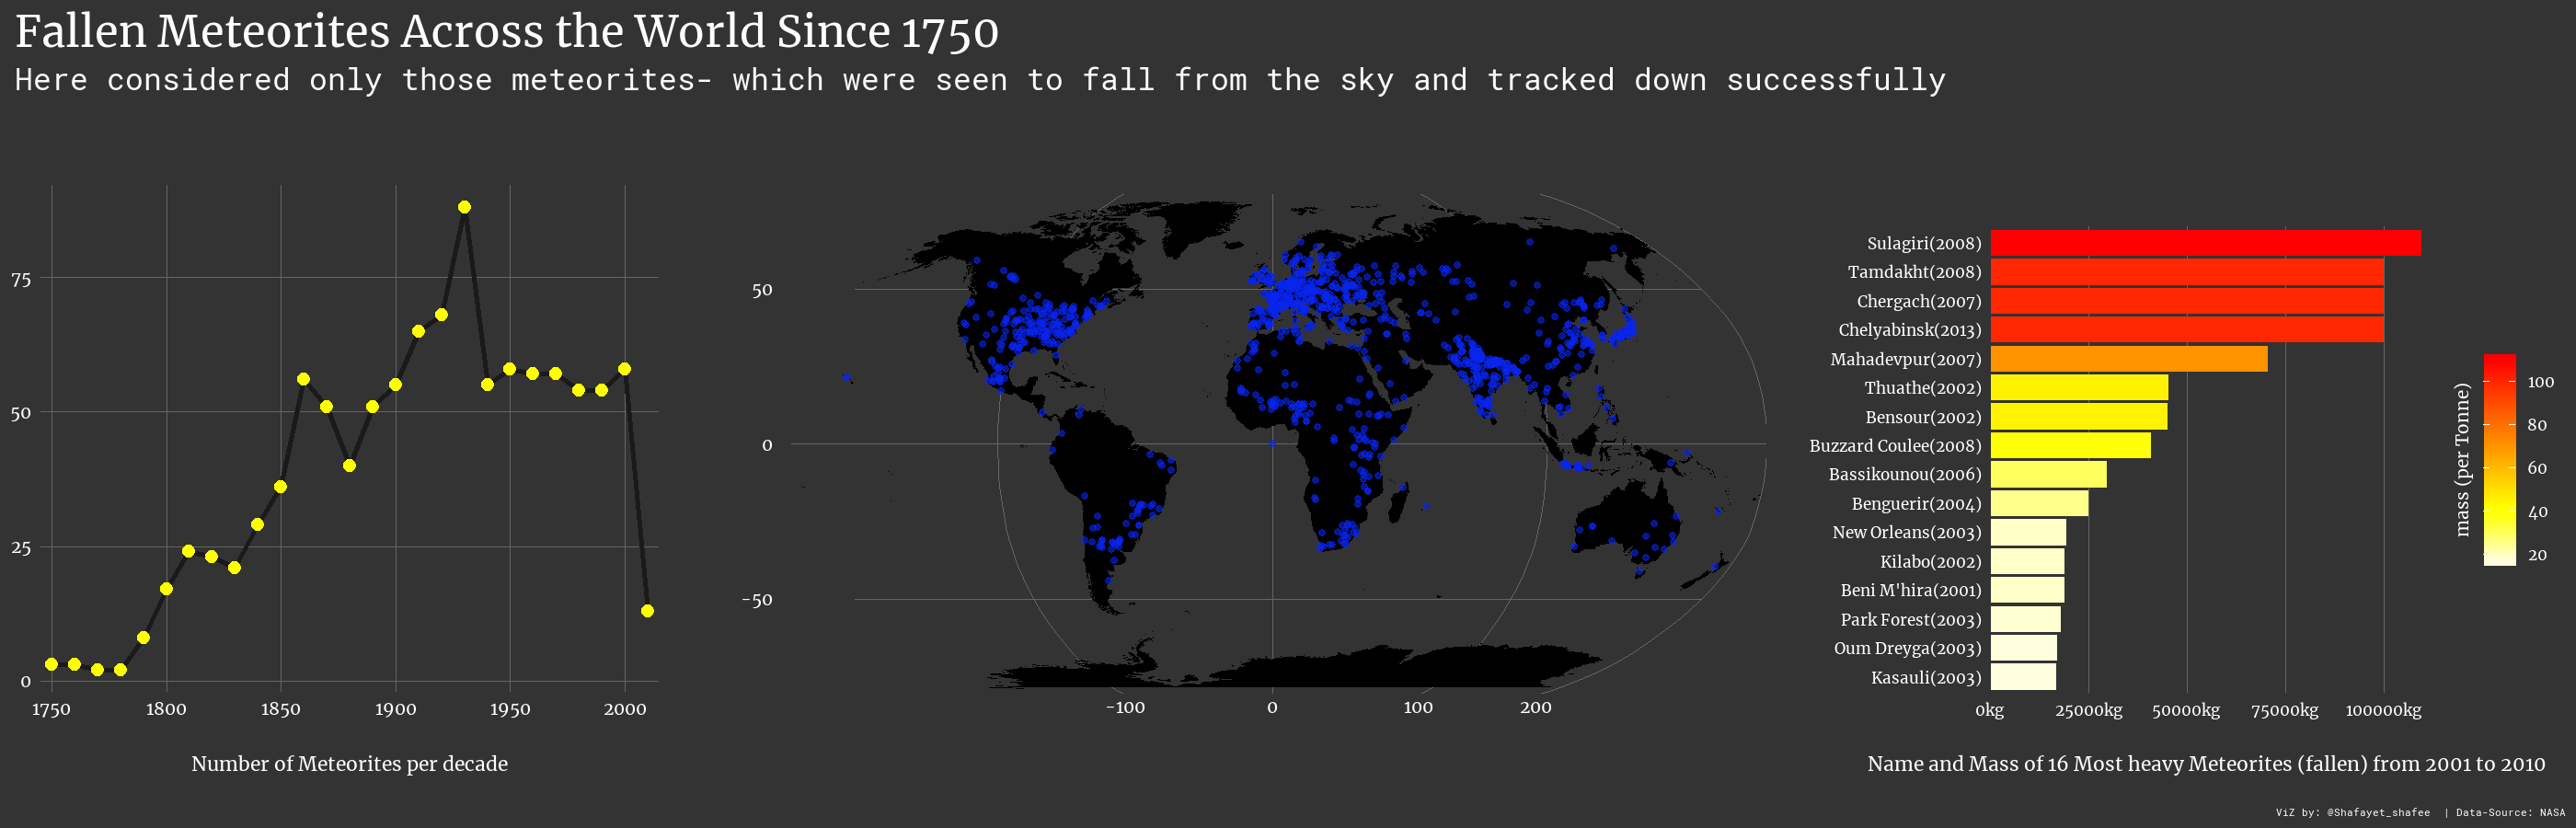 Fallen Meteorites Across the World Since 1750
Here considered only those meteorites- which were seen to fall from the sky and tracked down successfully
75
50
25
0
1750 1800 1850 1900 1950 2000
Number of Meteorites per decade
50
0
-50
-100 0 100 200
Sulagiri(2008)
Tamdakht(2008)
Chergach(2007)
Chelyabinsk(2013)
Mahadevpur(2007)
Thuathe(2002)
Bensour(2002)
Buzzard Coulee(2008)
Bassikounou(2006)
Benguerir(2004)
New Orleans(2003)
Kilabo(2002)
Beni M'hira(2001)
Park Forest(2003)
Oum Dreyga(2003)
Kasauli(2003)
0kg 25000kg 50000kg 75000kg 100000kg
Name and Mass of 16 Most heavy Meteorites (fallen) from 2001 to 2010
mass (per Tonne)
100
80
60
40
20
ViZ by: @Shafayet_shafee | Data-Source: NASA